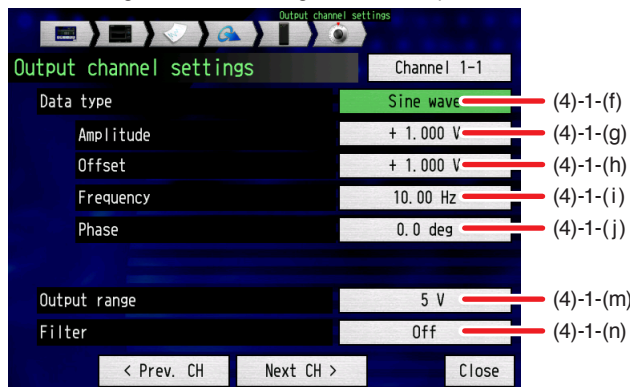 Output channel settings
Output channel settings Channel 1-1
Data type Sine wave (4)-1-(f)
Amplitude + 1.000 V (4)-1-(g)
Offset + 1.000 V (4)-1-(h)
Frequency 10.00 Hz (4)-1-(i)
Phase 0.0 deg (4)-1-(j)
Output range 5 V (4)-1-(m)
Filter Off (4)-1-(n)
< Prev. CH Next CH > Close